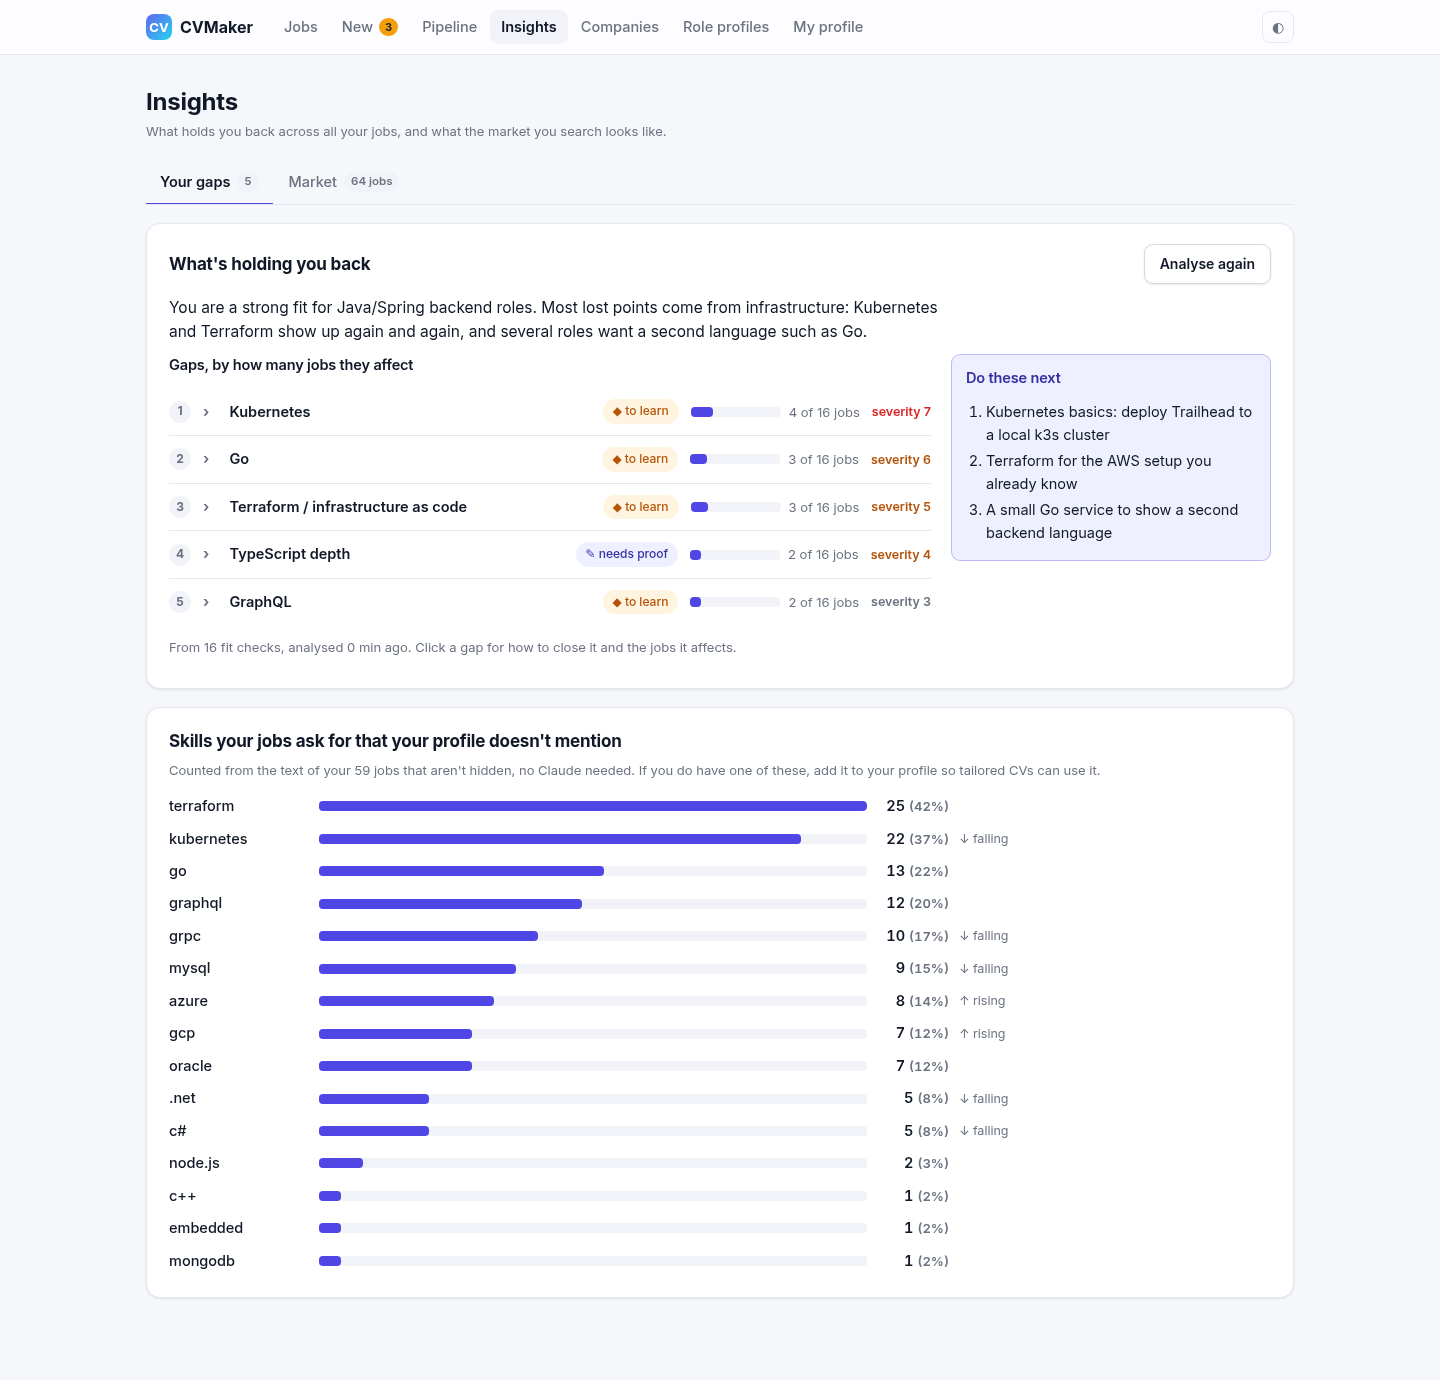 CV CVMaker Jobs New 3 Pipeline Insights Companies Role profiles My profile
Insights
What holds you back across all your jobs, and what the market you search looks like.
Your gaps 5 Market 64 jobs
What's holding you back
Analyse again
You are a strong fit for Java/Spring backend roles. Most lost points come from infrastructure: Kubernetes
and Terraform show up again and again, and several roles want a second language such as Go.
Gaps, by how many jobs they affect
1 › Kubernetes ◆ to learn 4 of 16 jobs severity 7
2 › Go ◆ to learn 3 of 16 jobs severity 6
3 › Terraform / infrastructure as code ◆ to learn 3 of 16 jobs severity 5
4 › TypeScript depth ✎ needs proof 2 of 16 jobs severity 4
5 › GraphQL ◆ to learn 2 of 16 jobs severity 3
Do these next
1. Kubernetes basics: deploy Trailhead to
a local k3s cluster
2. Terraform for the AWS setup you
already know
3. A small Go service to show a second
backend language
From 16 fit checks, analysed 0 min ago. Click a gap for how to close it and the jobs it affects.
Skills your jobs ask for that your profile doesn't mention
Counted from the text of your 59 jobs that aren't hidden, no Claude needed. If you do have one of these, add it to your profile so tailored CVs can use it.
terraform 25 (42%)
kubernetes 22 (37%) ↓ falling
go 13 (22%)
graphql 12 (20%)
grpc 10 (17%) ↓ falling
mysql 9 (15%) ↓ falling
azure 8 (14%) ↑ rising
gcp 7 (12%) ↑ rising
oracle 7 (12%)
.net 5 (8%) ↓ falling
c# 5 (8%) ↓ falling
node.js 2 (3%)
c++ 1 (2%)
embedded 1 (2%)
mongodb 1 (2%)